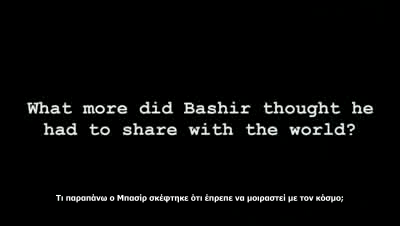 What more did Bashir thought he
had to share with the world?
Τι παραπάνω ο Μπασίρ σκέφτηκε ότι έπρεπε να μοιραστεί με τον κόσμο;